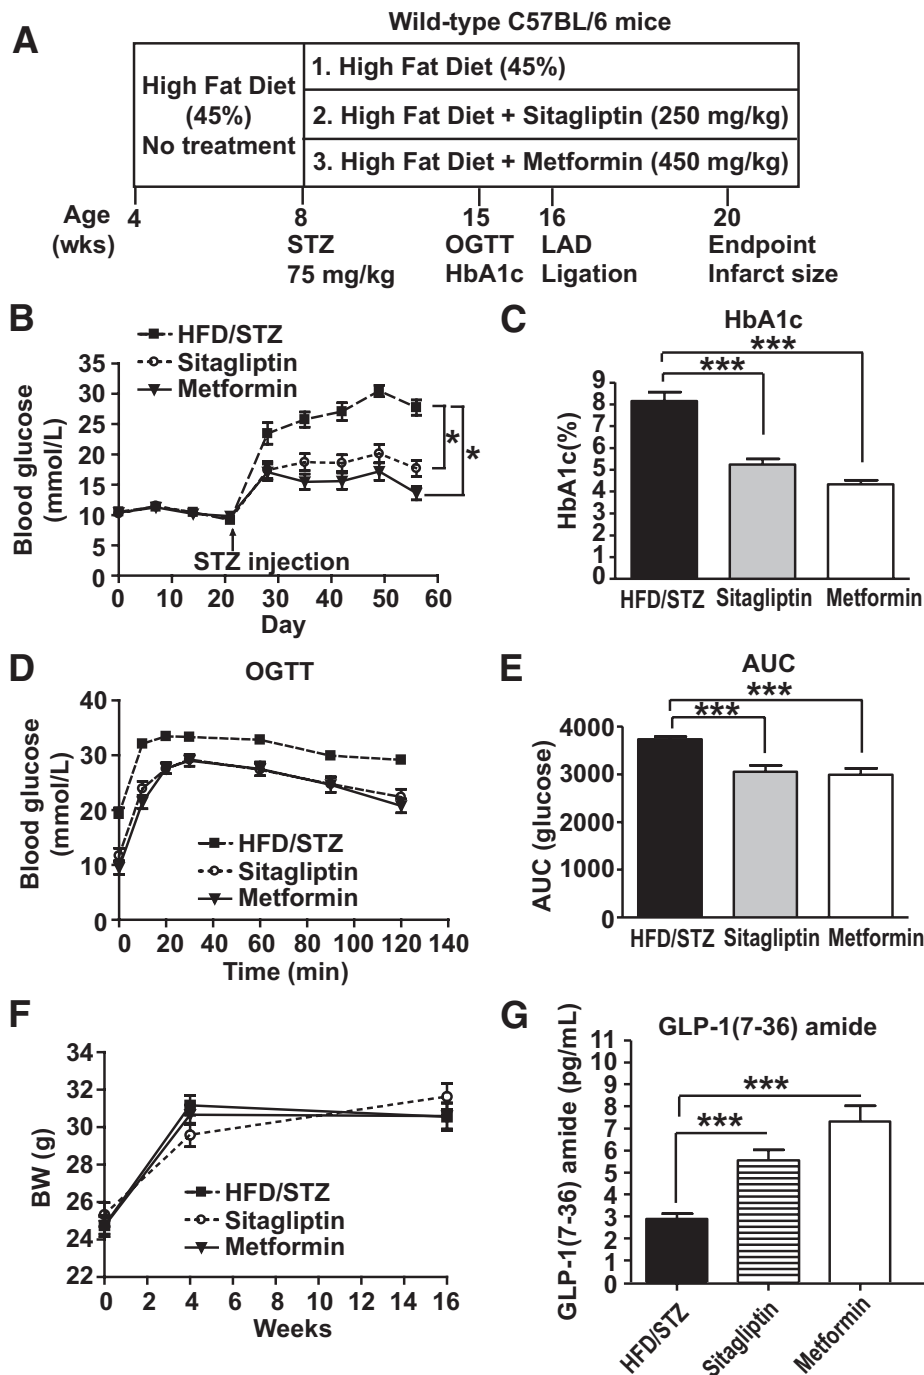 A
Wild-type C57BL/6 mice
High Fat Diet
(45%)
No treatment
1. High Fat Diet (45%)
2. High Fat Diet + Sitagliptin (250 mg/kg)
3. High Fat Diet + Metformin (450 mg/kg)
Age
(wks)
4 8 15 16 20
STZ
75 mg/kg
OGTT
HbA1c
LAD
Ligation
Endpoint
Infarct size
B
HFD/STZ
Sitagliptin
Metformin
Blood glucose
(mmol/L)
35
30
25
20
15
10
5
0
* *
STZ injection
0 10 20 30 40 50 60
Day
C
HbA1c
***
***
HbA1c(%)
9
8
7
6
5
4
3
2
1
0
HFD/STZ Sitagliptin Metformin
D
OGTT
Blood glucose
(mmol/L)
40
30
20
10
0
HFD/STZ
Sitagliptin
Metformin
0 20 40 60 80 100 120 140
Time (min)
E
AUC
***
***
AUC (glucose)
4000
3000
2000
1000
0
HFD/STZ Sitagliptin Metformin
F
BW (g)
34
32
30
28
26
24
22
HFD/STZ
Sitagliptin
Metformin
0 2 4 6 8 10 12 14 16
Weeks
G
GLP-1(7-36) amide
GLP-1(7-36) amide (pg/mL)
11
10
9
8
7
6
5
4
3
2
1
0
***
***
HFD/STZ
Sitagliptin
Metformin